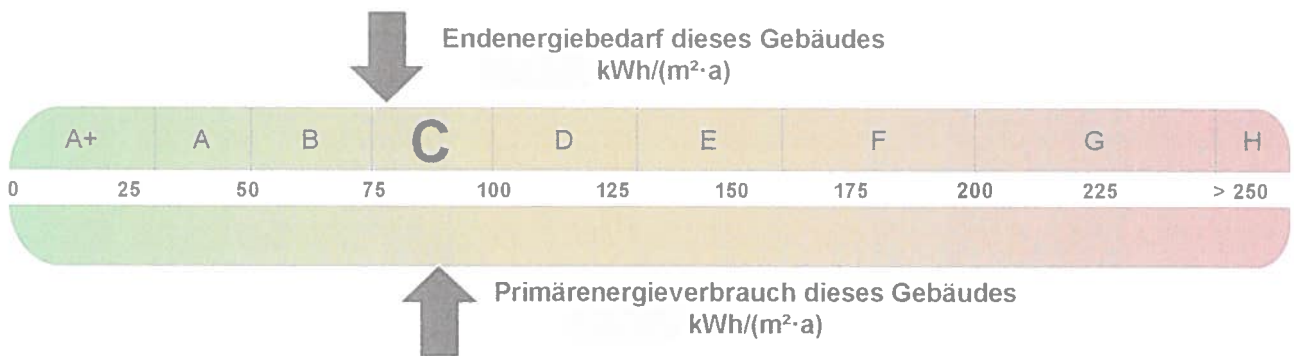 Endenergiebedarf dieses Gebäudes
kWh/(m²·a)
A+ A B C D E F G H
0 25 50 75 100 125 150 175 200 225 > 250
Primärenergieverbrauch dieses Gebäudes
kWh/(m²·a)